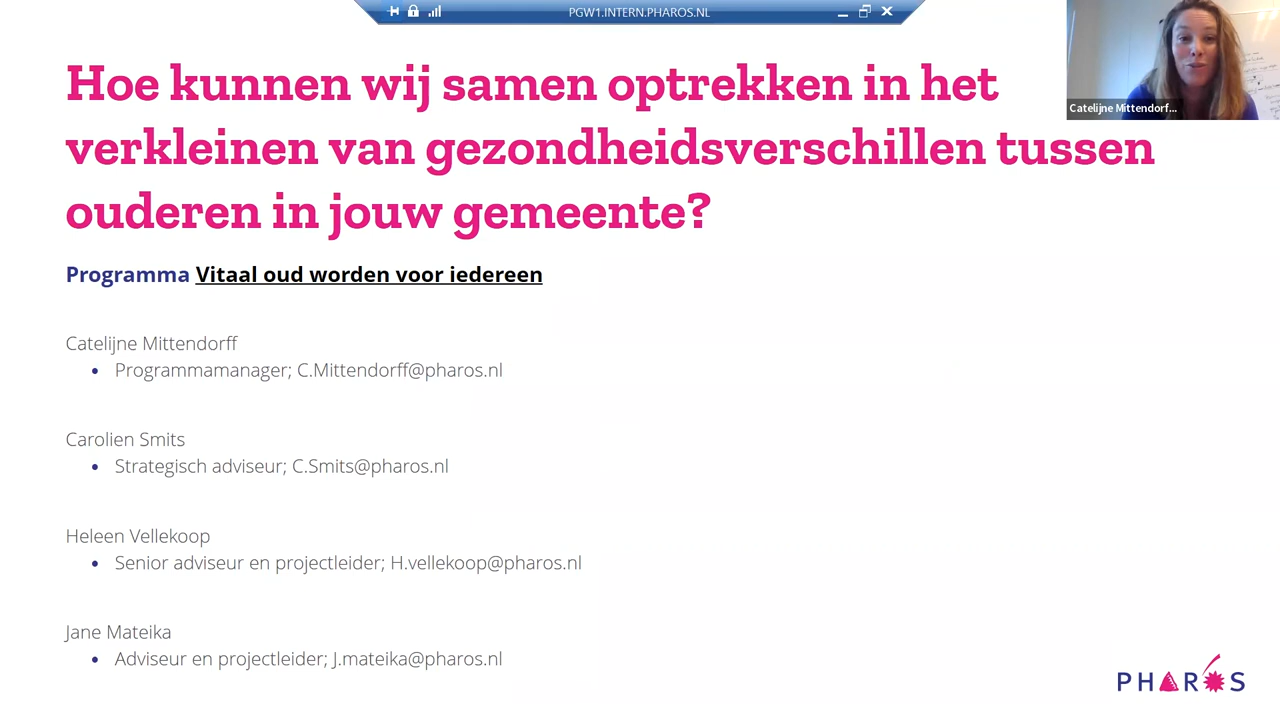 PGW1.INTERN.PHAROS.NL
Catelijne Mittendorf...
Hoe kunnen wij samen optrekken in het
verkleinen van gezondheidsverschillen tussen
ouderen in jouw gemeente?
Programma Vitaal oud worden voor iedereen
Catelijne Mittendorff
• Programmamanager; C.Mittendorff@pharos.nl
Carolien Smits
• Strategisch adviseur; C.Smits@pharos.nl
Heleen Vellekoop
• Senior adviseur en projectleider; H.vellekoop@pharos.nl
Jane Mateika
• Adviseur en projectleider; J.mateika@pharos.nl
PHAROS